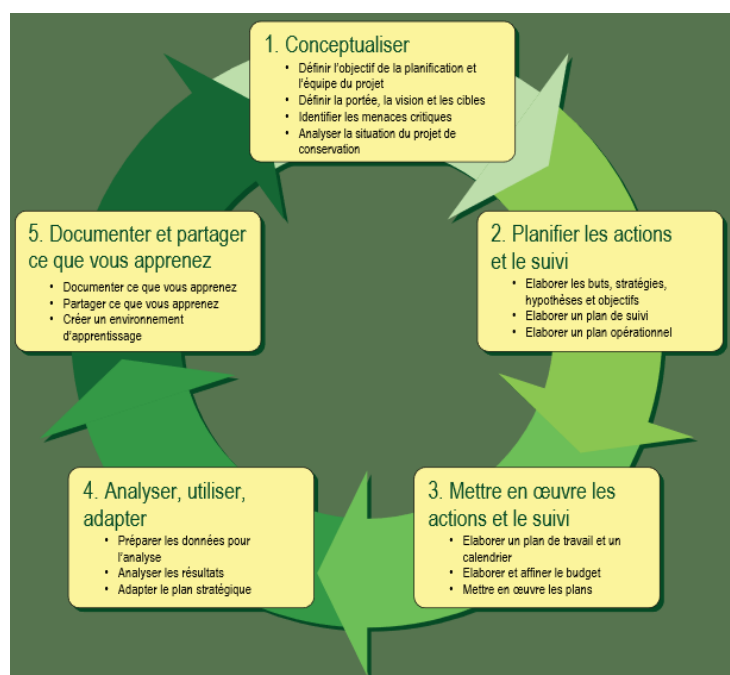 1. Conceptualiser
• Définir l'objectif de la planification et
l'équipe du projet
• Définir la portée, la vision et les cibles
• Identifier les menaces critiques
• Analyser la situation du projet de
conservation
2. Planifier les actions
et le suivi
• Elaborer les buts, stratégies,
hypothèses et objectifs
• Elaborer un plan de suivi
• Elaborer un plan opérationnel
3. Mettre en œuvre les
actions et le suivi
• Elaborer un plan de travail et un
calendrier
• Elaborer et affiner le budget
• Mettre en œuvre les plans
4. Analyser, utiliser,
adapter
• Préparer les données pour
l'analyse
• Analyser les résultats
• Adapter le plan stratégique
5. Documenter et partager
ce que vous apprenez
• Documenter ce que vous apprenez
• Partager ce que vous apprenez
• Créer un environnement
d'apprentissage